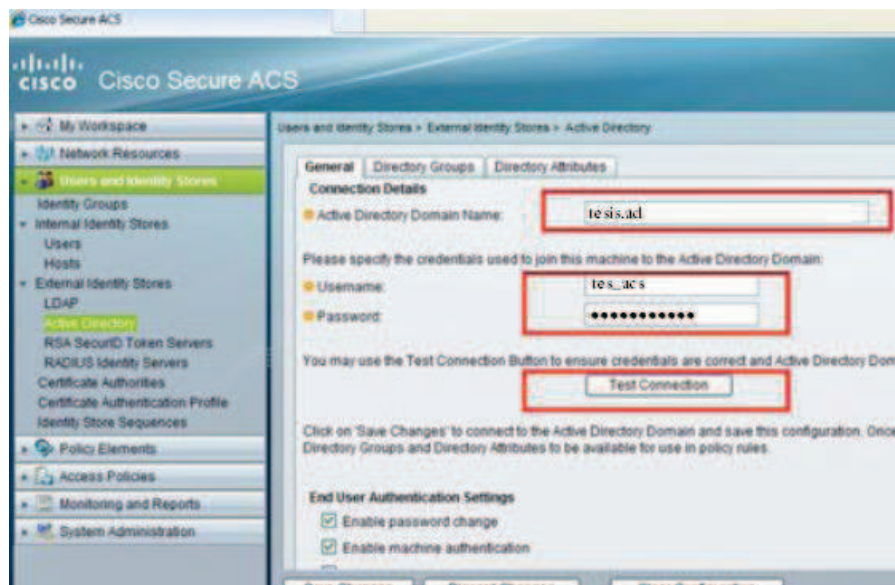 Cisco Secure ACS
CISCO Cisco Secure ACS
My Workspace
Network Resources
Users and Identity Stores
Identity Groups
Internal Identity Stores
Users
Hosts
External Identity Stores
LDAP
Active Directory
RSA SecurID Token Servers
RADIUS Identity Servers
Certificate Authorities
Certificate Authentication Profile
Identity Store Sequences
Policy Elements
Access Policies
Monitoring and Reports
System Administration
Users and Identity Stores > External Identity Stores > Active Directory
General Directory Groups Directory Attributes
Connection Details
Active Directory Domain Name: tesis.ad
Please specify the credentials used to join this machine to the Active Directory Domain:
Username: tes_acs
Password: ●●●●●●●●●●●
You may use the Test Connection Button to ensure credentials are correct and Active Directory Dom
Test Connection
Click on 'Save Changes' to connect to the Active Directory Domain and save this configuration. Once
Directory Groups and Directory Attributes to be available for use in policy rules.
End User Authentication Settings
Enable password change
Enable machine authentication
Save Changes Discard Changes Clear Configuration